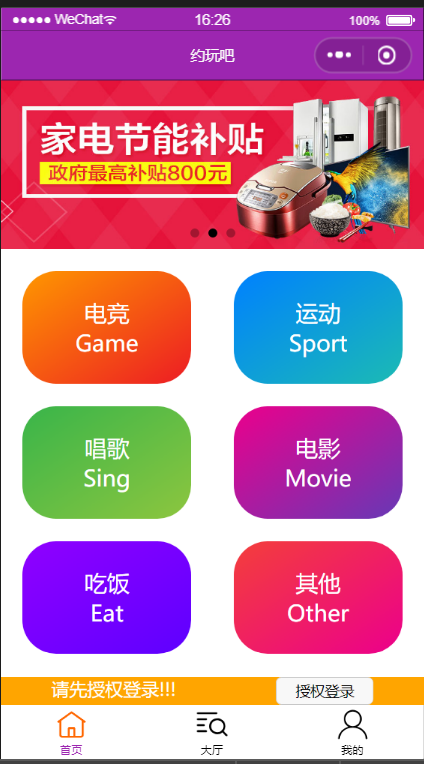 WeChat 16:26 100%
约玩吧
家电节能补贴
政府最高补贴800元
电竞
Game
运动
Sport
唱歌
Sing
电影
Movie
吃饭
Eat
其他
Other
请先授权登录!!! 授权登录
首页 大厅 我的